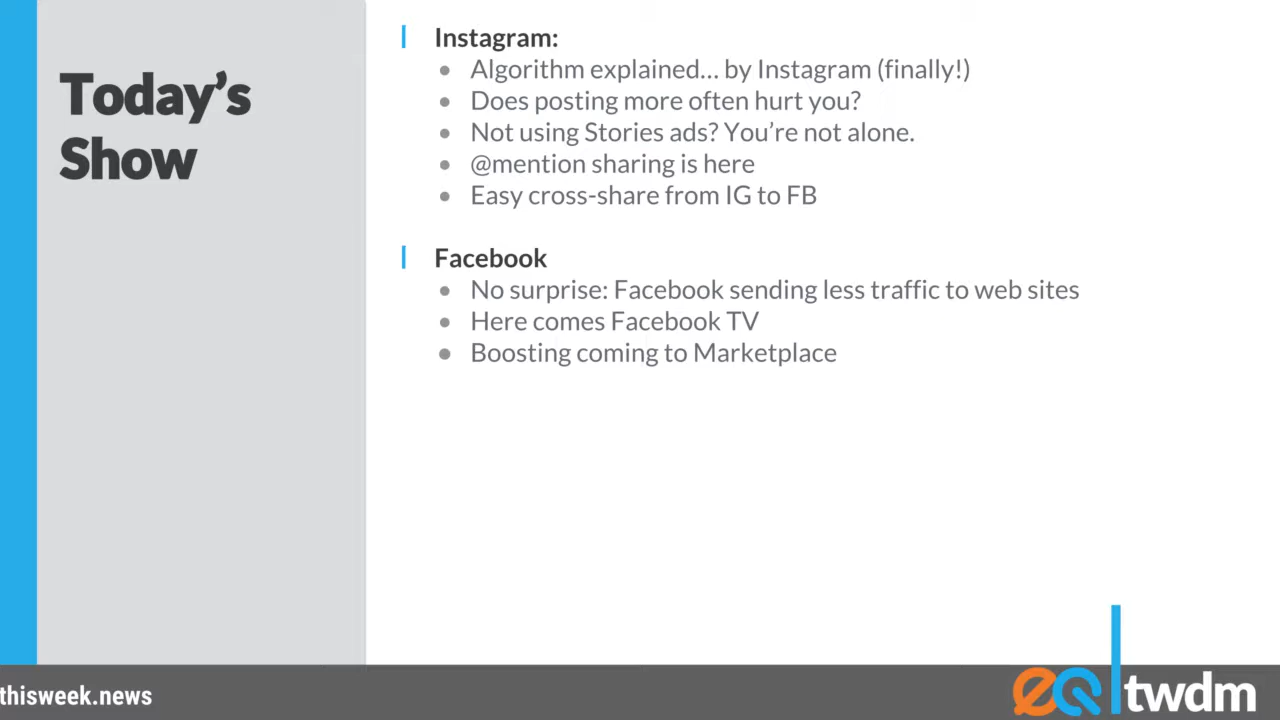 Today's
Show
Instagram:
Algorithm explained... by Instagram (finally!)
Does posting more often hurt you?
Not using Stories ads? You're not alone.
@mention sharing is here
Easy cross-share from IG to FB
Facebook
No surprise: Facebook sending less traffic to web sites
Here comes Facebook TV
Boosting coming to Marketplace
thisweek.news
eQ twdm